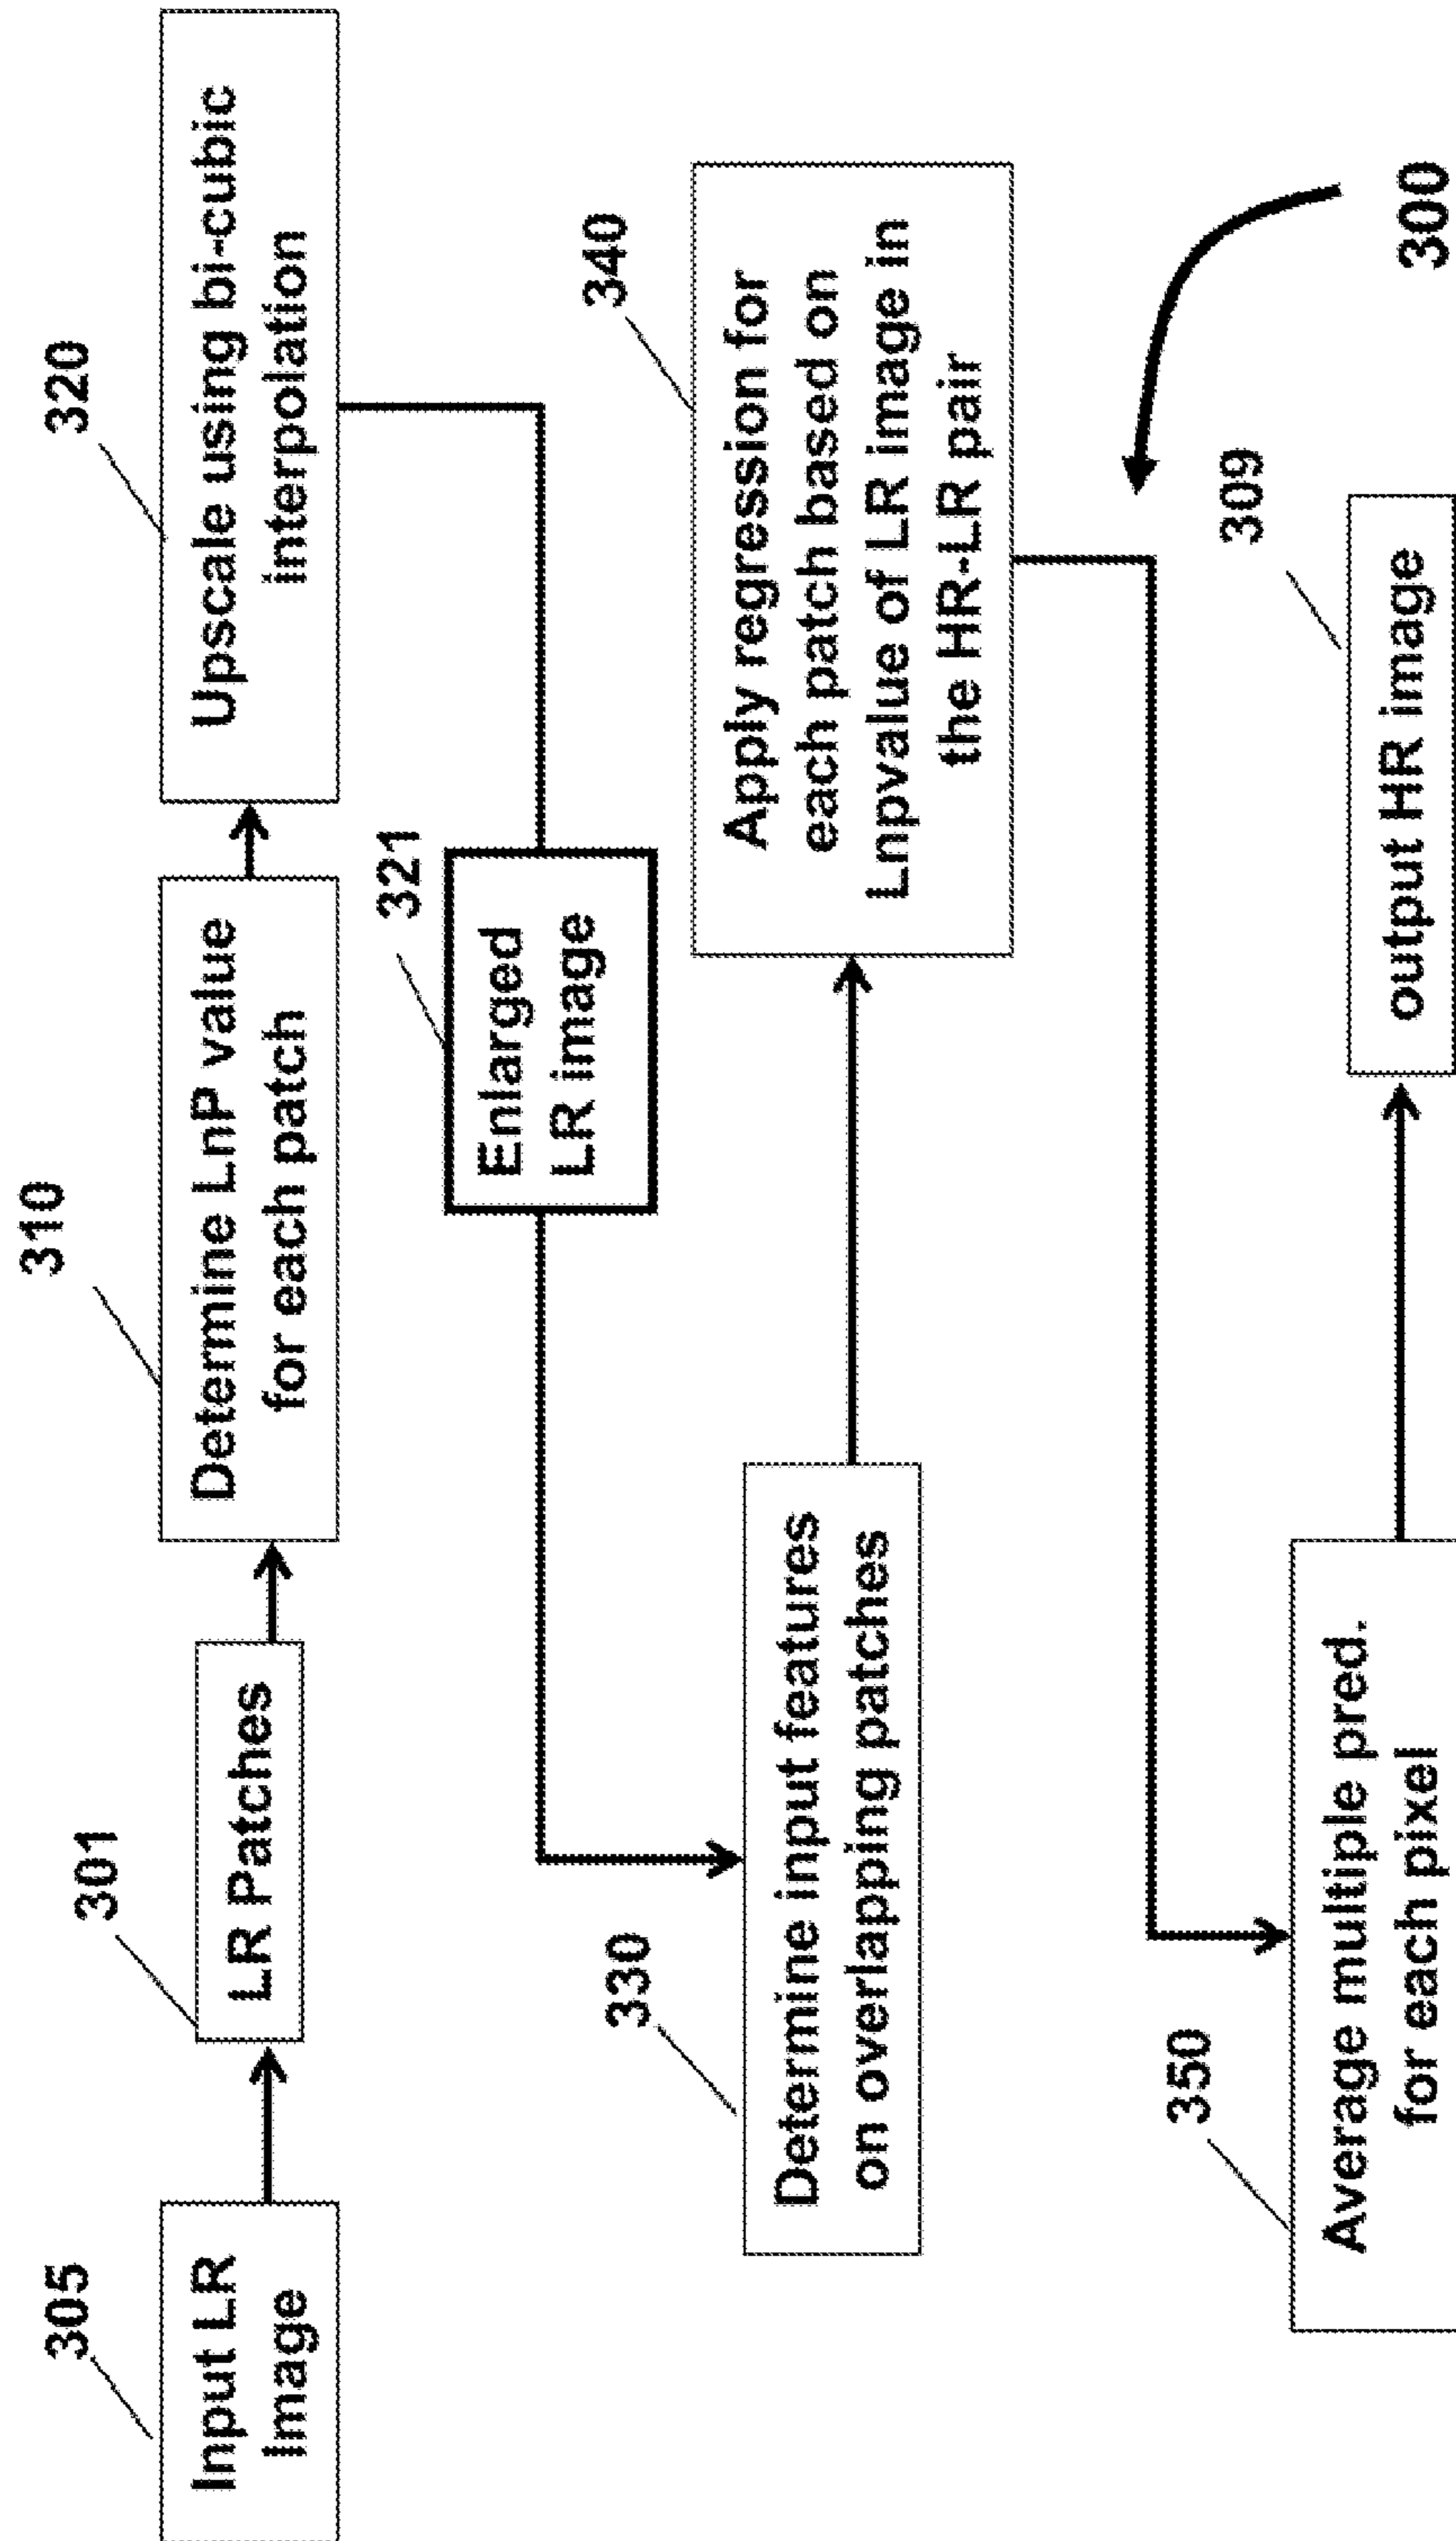 305
Input LR
Image
301
LR Patches
310
Determine LnP value
for each patch
320
Upscale using bi-cubic
interpolation
321
Enlarged
LR image
330
Determine input features
on overlapping patches
340
Apply regression for
each patch based on
Lnpvalue of LR image in
the HR-LR pair
350
Average multiple pred.
for each pixel
309
output HR image
300